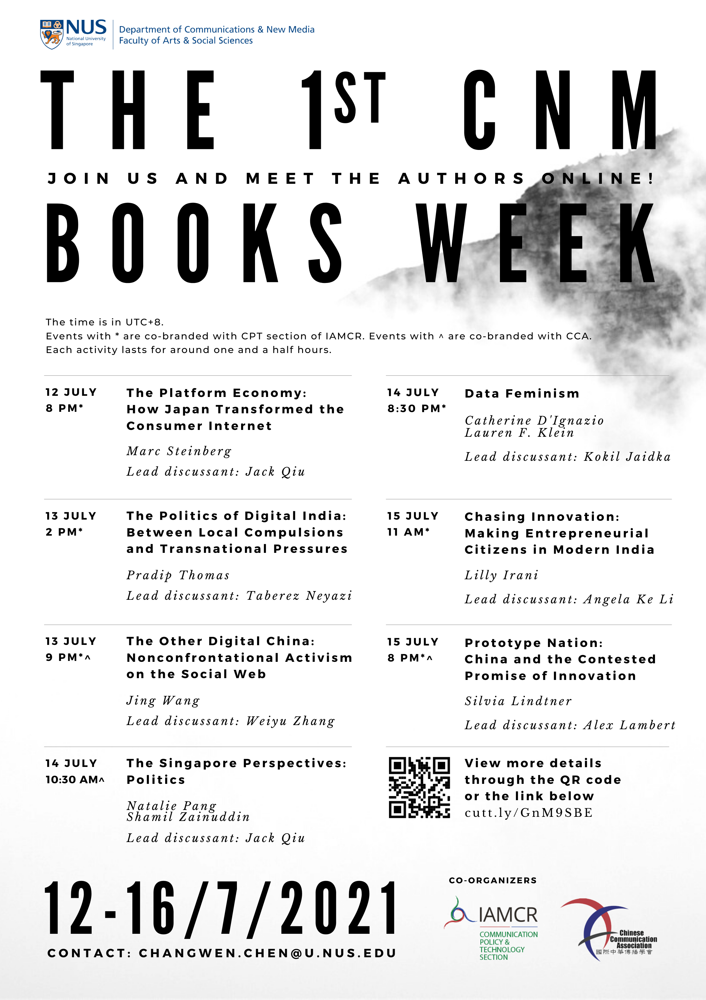 NUS
National University
of Singapore
Department of Communications & New Media
Faculty of Arts & Social Sciences
THE 1ST CNM
JOIN US AND MEET THE AUTHORS ONLINE!
BOOKS WEEK
The time is in UTC+8.
Events with * are co-branded with CPT section of IAMCR. Events with ^ are co-branded with CCA.
Each activity lasts for around one and a half hours.
12 JULY
8 PM*
The Platform Economy:
How Japan Transformed the
Consumer Internet
Marc Steinberg
Lead discussant: Jack Qiu
13 JULY
2 PM*
The Politics of Digital India:
Between Local Compulsions
and Transnational Pressures
Pradip Thomas
Lead discussant: Taberez Neyazi
13 JULY
9 PM*^
The Other Digital China:
Nonconfrontational Activism
on the Social Web
Jing Wang
Lead discussant: Weiyu Zhang
14 JULY
10:30 AM^
The Singapore Perspectives:
Politics
Natalie Pang
Shamil Zainuddin
Lead discussant: Jack Qiu
14 JULY
8:30 PM*
Data Feminism
Catherine D'Ignazio
Lauren F. Klein
Lead discussant: Kokil Jaidka
15 JULY
11 AM*
Chasing Innovation:
Making Entrepreneurial
Citizens in Modern India
Lilly Irani
Lead discussant: Angela Ke Li
15 JULY
8 PM*^
Prototype Nation:
China and the Contested
Promise of Innovation
Silvia Lindtner
Lead discussant: Alex Lambert
View more details
through the QR code
or the link below
cutt.ly/GnM9SBE
12-16/7/2021
CONTACT: CHANGWEN.CHEN@U.NUS.EDU
CO-ORGANIZERS
IAMCR
COMMUNICATION
POLICY &
TECHNOLOGY
SECTION
Chinese
Communication
Association
國際中華傳播學會